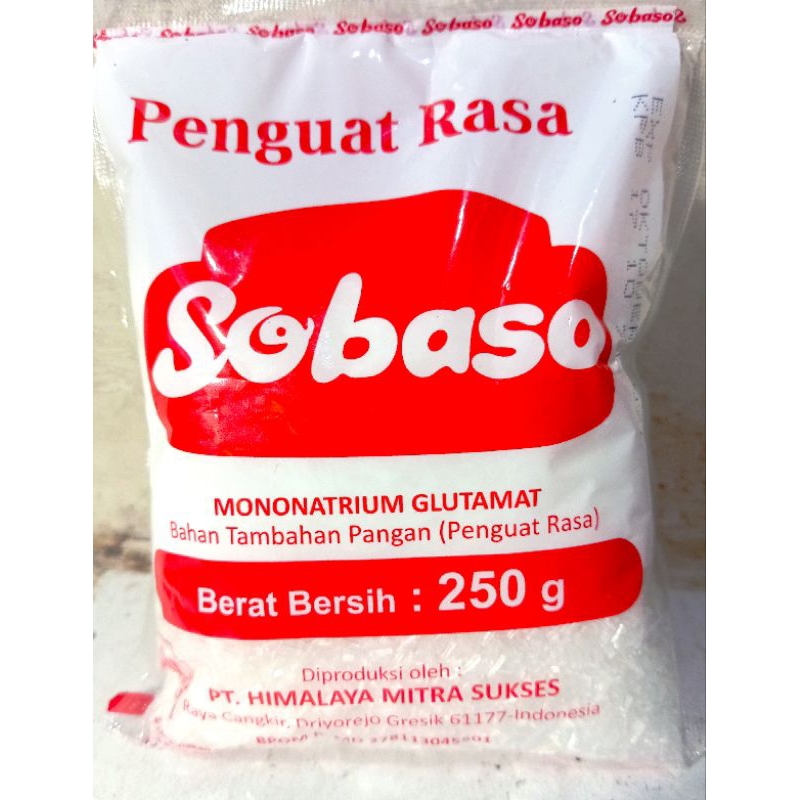 Sobaso Sobaso Sobaso Sobaso Sobaso
Penguat Rasa
Sobaso
MONONATRIUM GLUTAMAT
Bahan Tambahan Pangan (Penguat Rasa)
Berat Bersih : 250 g
Diproduksi oleh :
PT. HIMALAYA MITRA SUKSES
Raya Cangkir, Driyorejo Gresik 61177-Indonesia